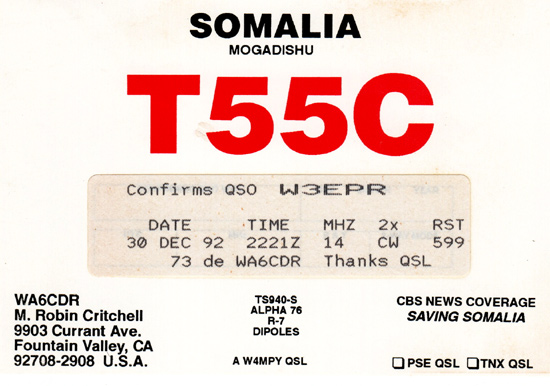 SOMALIA
MOGADISHU
T55C
Confirms QSO W3EPR
DATE TIME MHZ 2x RST
30 DEC 92 2221Z 14 CW 599
73 de WA6CDR Thanks QSL
WA6CDR
M. Robin Critchell
9903 Currant Ave.
Fountain Valley, CA
92708-2908 U.S.A.
TS940-S
ALPHA 76
R-7
DIPOLES
A W4MPY QSL
CBS NEWS COVERAGE
SAVING SOMALIA
☐ PSE QSL ☐ TNX QSL